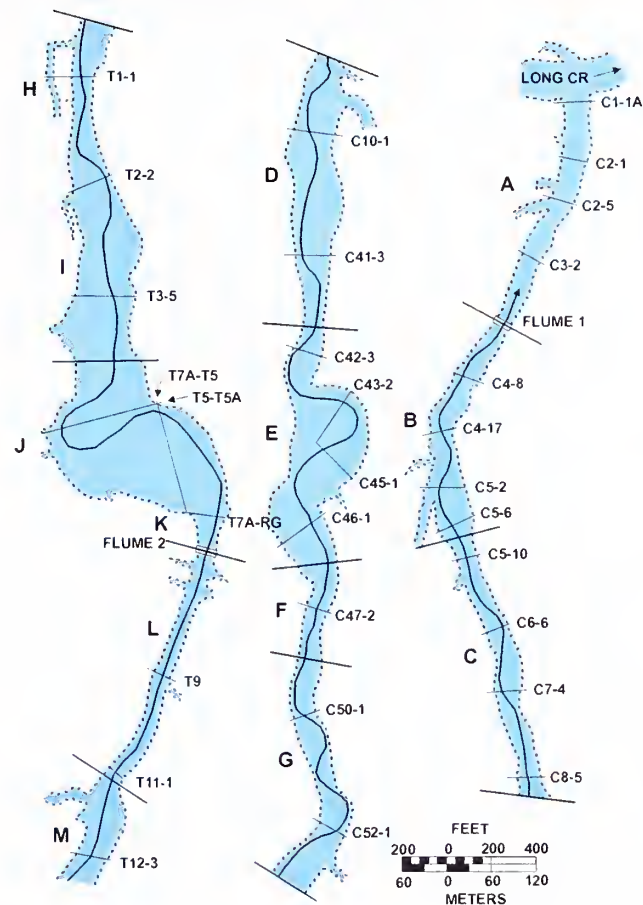 H
T1-1
T2-2
I
T3-5
T7A-T5
T5-T5A
J
K
T7A-RG
FLUME 2
L
T9
T11-1
M
T12-3
C10-1
D
C41-3
C42-3
C43-2
E
C45-1
C46-1
F
C47-2
C50-1
G
C52-1
LONG CR
C1-1A
C2-1
A
C2-5
C3-2
FLUME 1
C4-8
B
C4-17
C5-2
C5-6
C5-10
C6-6
C
C7-4
C8-5
FEET
200 0 200 400
60 0 60 120
METERS